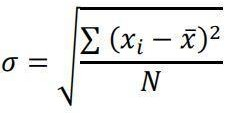 σ = √(∑ (xᵢ − x̄)² / N)